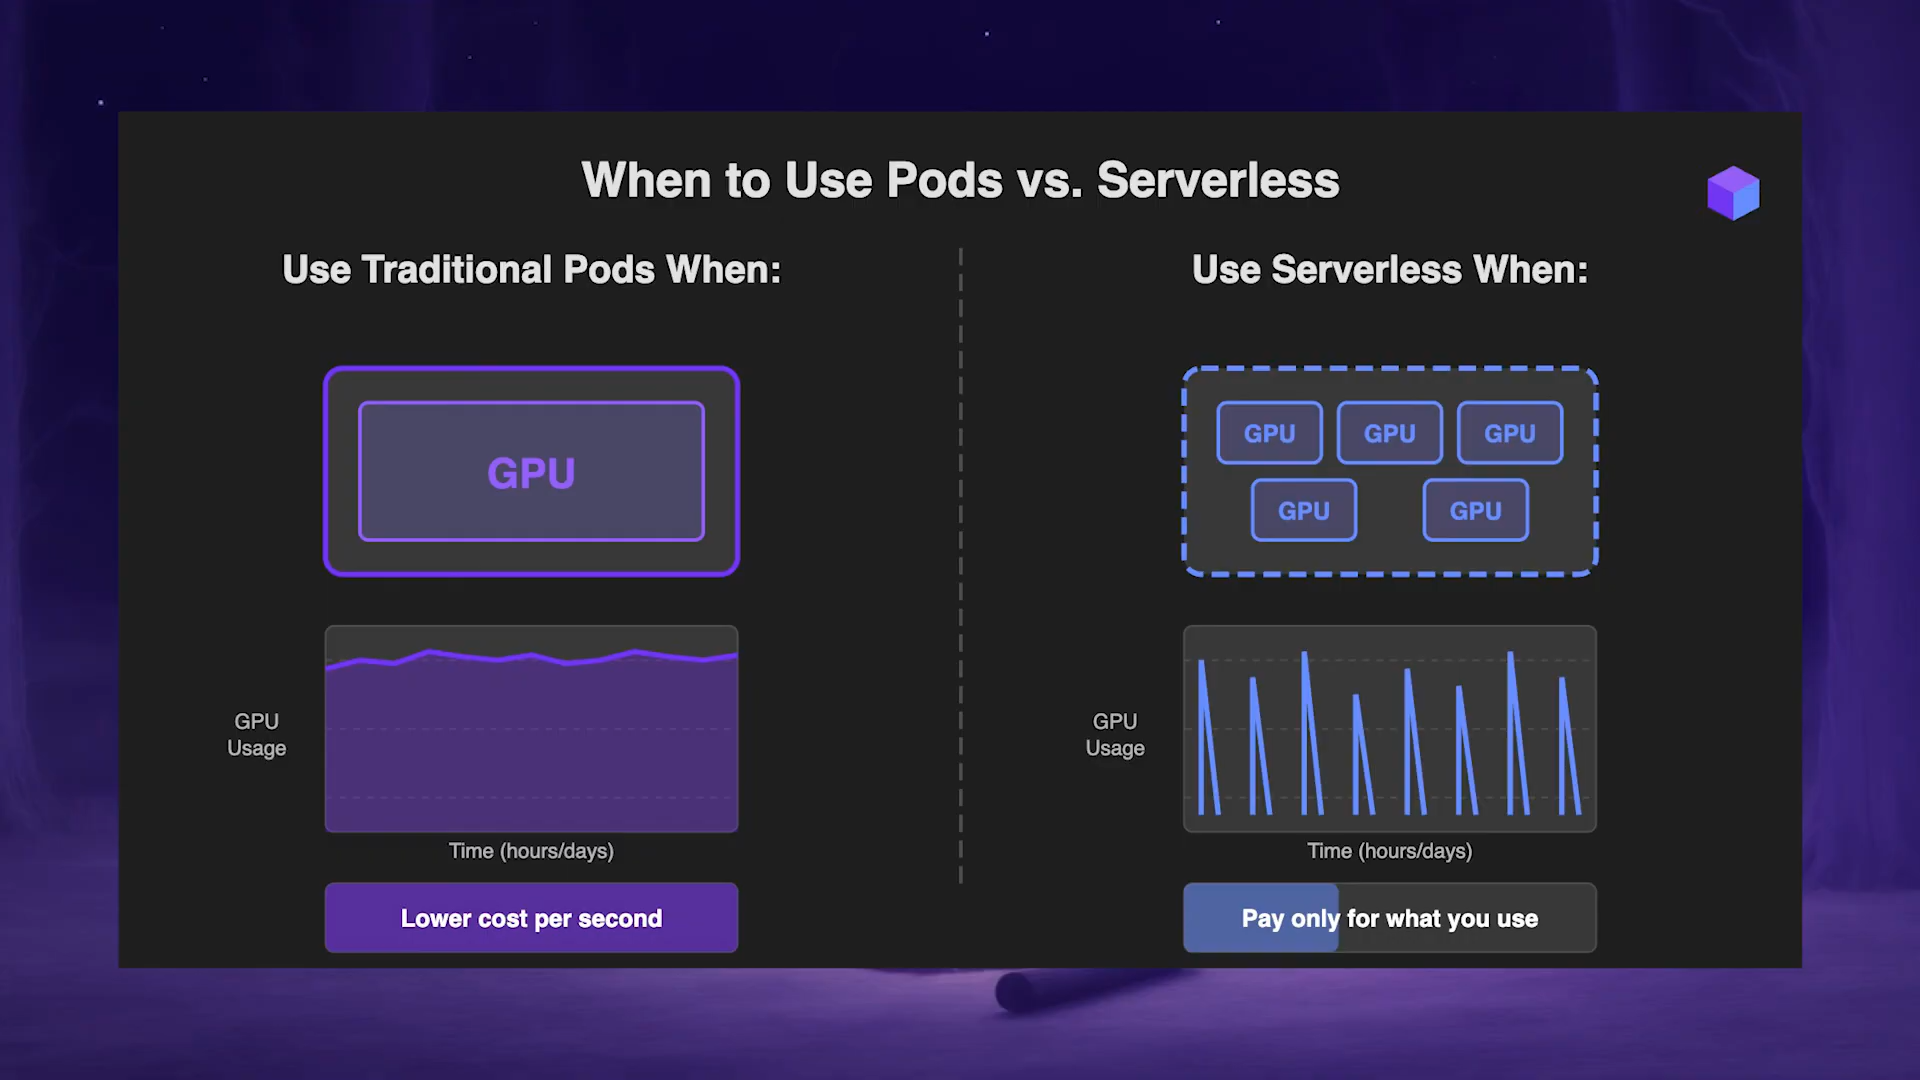 When to Use Pods vs. Serverless
Use Traditional Pods When:
GPU
GPU
Usage
Time (hours/days)
Lower cost per second
Use Serverless When:
GPU GPU GPU
GPU GPU
GPU
Usage
Time (hours/days)
Pay only for what you use